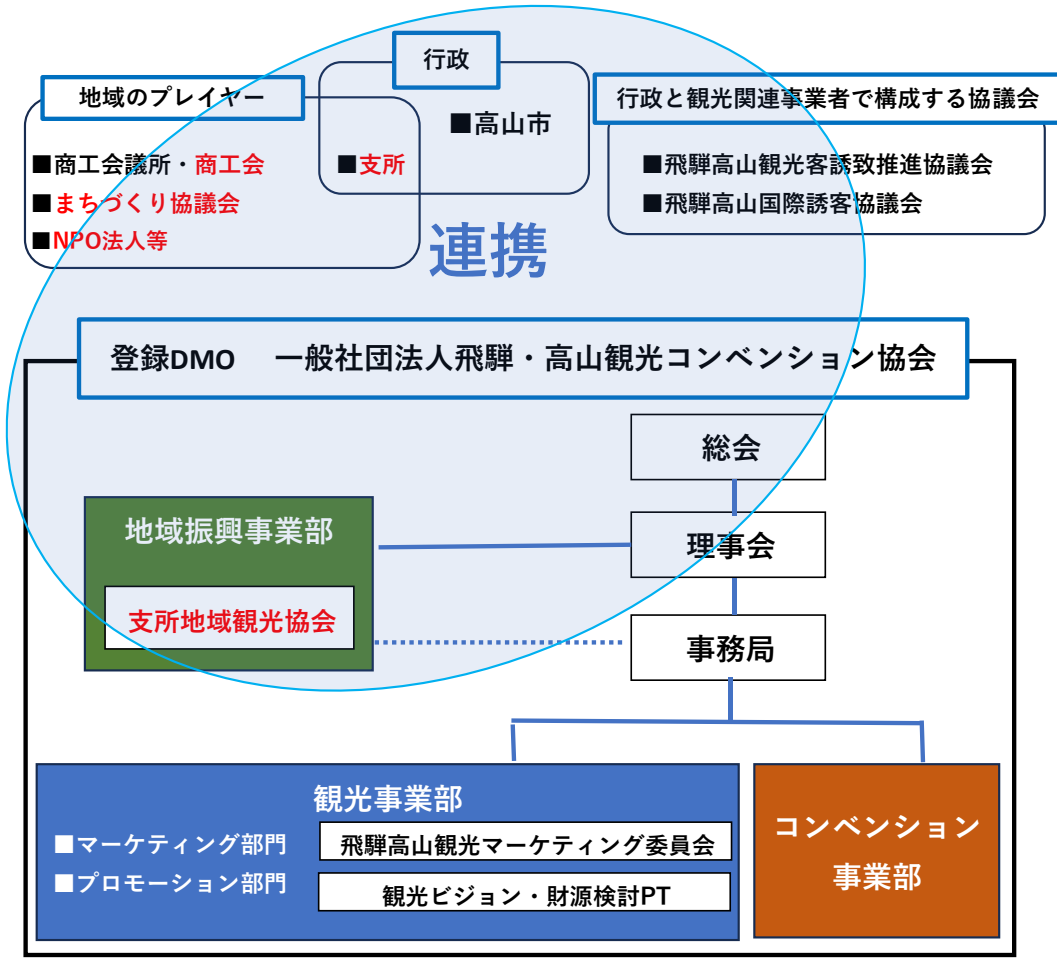 行政
地域のプレイヤー
行政と観光関連事業者で構成する協議会
■高山市
■商工会議所・商工会
■支所
■飛騨高山観光客誘致推進協議会
■まちづくり協議会
■飛騨高山国際誘客協議会
■NPO法人等
連携
登録DMO　一般社団法人飛騨・高山観光コンベンション協会
総会
地域振興事業部
理事会
支所地域観光協会
事務局
観光事業部
■マーケティング部門
飛騨高山観光マーケティング委員会
■プロモーション部門
観光ビジョン・財源検討PT
コンベンション
事業部